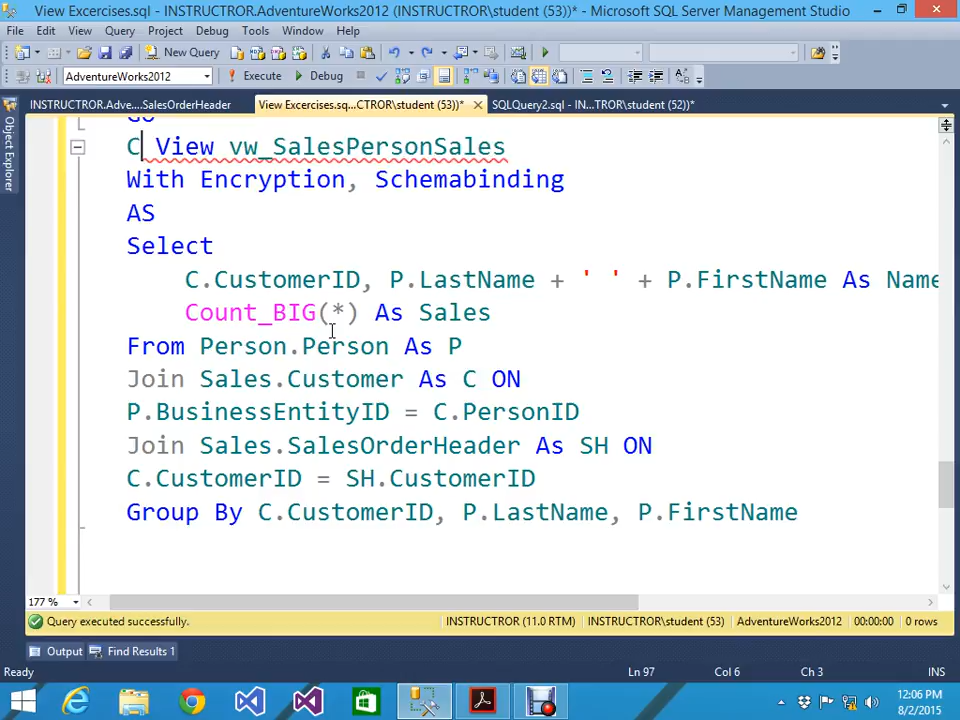 View Excercises.sql - INSTRUCTROR.AdventureWorks2012 (INSTRUCTROR\student (53))* - Microsoft SQL Server Management Studio
File Edit View Query Project Debug Tools Window Help
New Query
AdventureWorks2012 Execute Debug
INSTRUCTROR.Adve....SalesOrderHeader View Excercises.sq...CTROR\student (53))* SQLQuery2.sql - IN...TROR\student (52))*
Object Explorer
Go
C View vw_SalesPersonSales
With Encryption, Schemabinding
AS
Select
C.CustomerID, P.LastName + ' ' + P.FirstName As Name
Count_BIG(*) As Sales
From Person.Person As P
Join Sales.Customer As C ON
P.BusinessEntityID = C.PersonID
Join Sales.SalesOrderHeader As SH ON
C.CustomerID = SH.CustomerID
Group By C.CustomerID, P.LastName, P.FirstName
177 %
Query executed successfully. INSTRUCTROR (11.0 RTM) INSTRUCTROR\student (53) AdventureWorks2012 00:00:00 0 rows
Output Find Results 1
Ready Ln 97 Col 6 Ch 3 INS
12:06 PM
8/2/2015